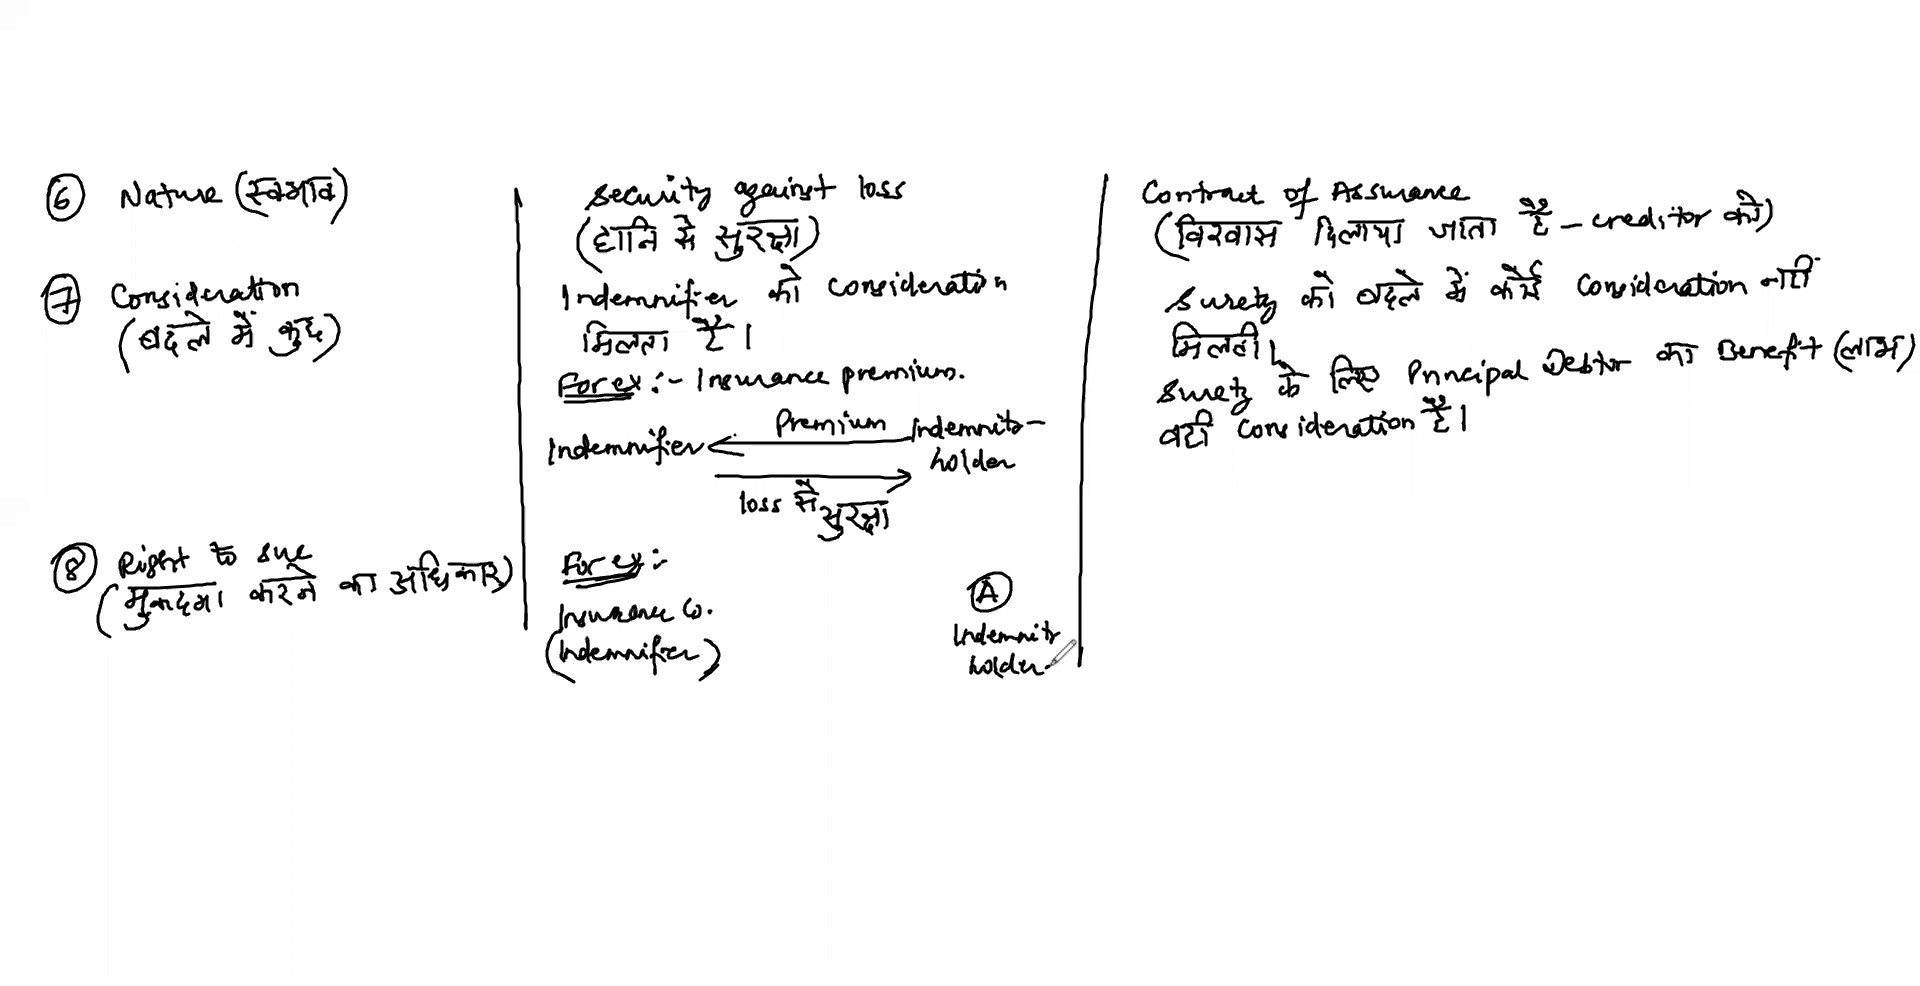 ⑥ Nature (स्वभाव)
security against loss
(हानि से सुरक्षा)
Contract of Assurance
(विश्वास दिलाया जाता है – creditor को)
⑦ Consideration
(बदले में कुछ)
Indemnifier को consideration
मिलता है।
For ex:- Insurance premium.
Indemnifier
Premium
Indemnity-
holder
loss से
सुरक्षा
Surety को बदले में कोई Consideration नहीं
मिलती।
Surety के लिए Principal Debtor का Benefit (लाभ)
वही Consideration है।
⑧ Right to sue
(मुकदमा करने का अधिकार)
For ex:-
Insurance Co.
(Indemnifier)
Ⓐ
Indemnity
holder